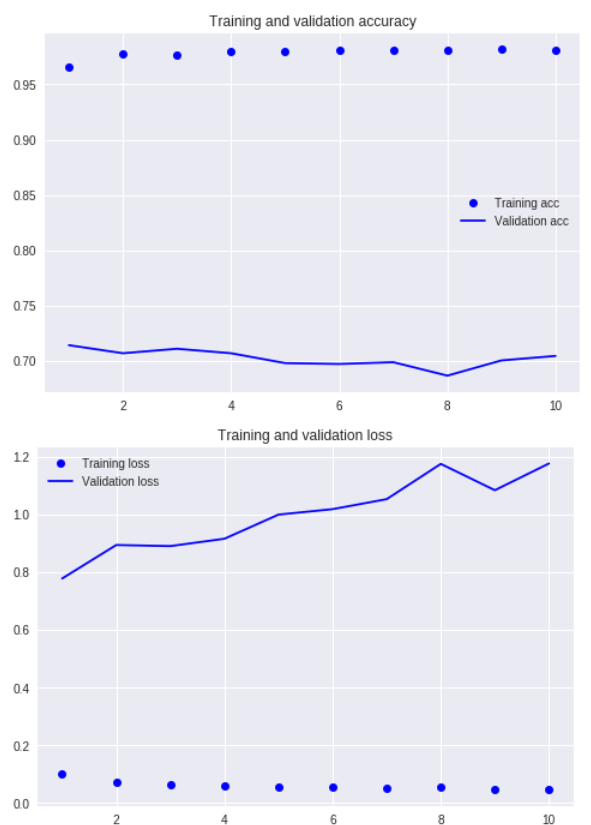 Training and validation accuracy
0.95
0.90
0.85
0.80
0.75
0.70
Training acc
Validation acc
2 4 6 8 10
Training and validation loss
1.2
1.0
0.8
0.6
0.4
0.2
0.0
Training loss
Validation loss
2 4 6 8 10